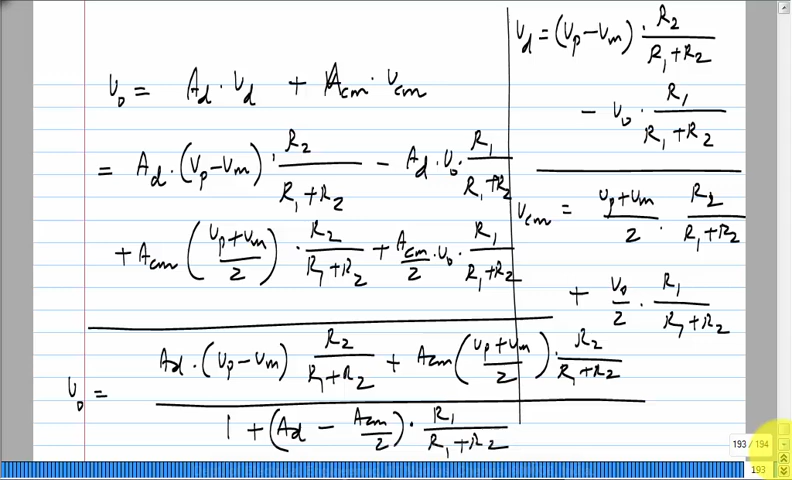 V_o = A_d · V_d + A_cm · V_cm
= A_d · (V_p − V_m) · R_2/(R_1+R_2) − A_d · V_o · R_1/(R_1+R_2)
+ A_cm ((V_p+V_m)/2) · R_2/(R_1+R_2) + A_cm/2 · V_o · R_1/(R_1+R_2)
V_o = [A_d · (V_p − V_m) R_2/(R_1+R_2) + A_cm ((V_p+V_m)/2) · R_2/(R_1+R_2)] / [1 + (A_d − A_cm/2) · R_1/(R_1+R_2)]
V_d = (V_p − V_m) · R_2/(R_1+R_2)
− V_o · R_1/(R_1+R_2)
V_cm = (V_p+V_m)/2 · R_2/(R_1+R_2)
+ V_o/2 · R_1/(R_1+R_2)
193 / 194
193